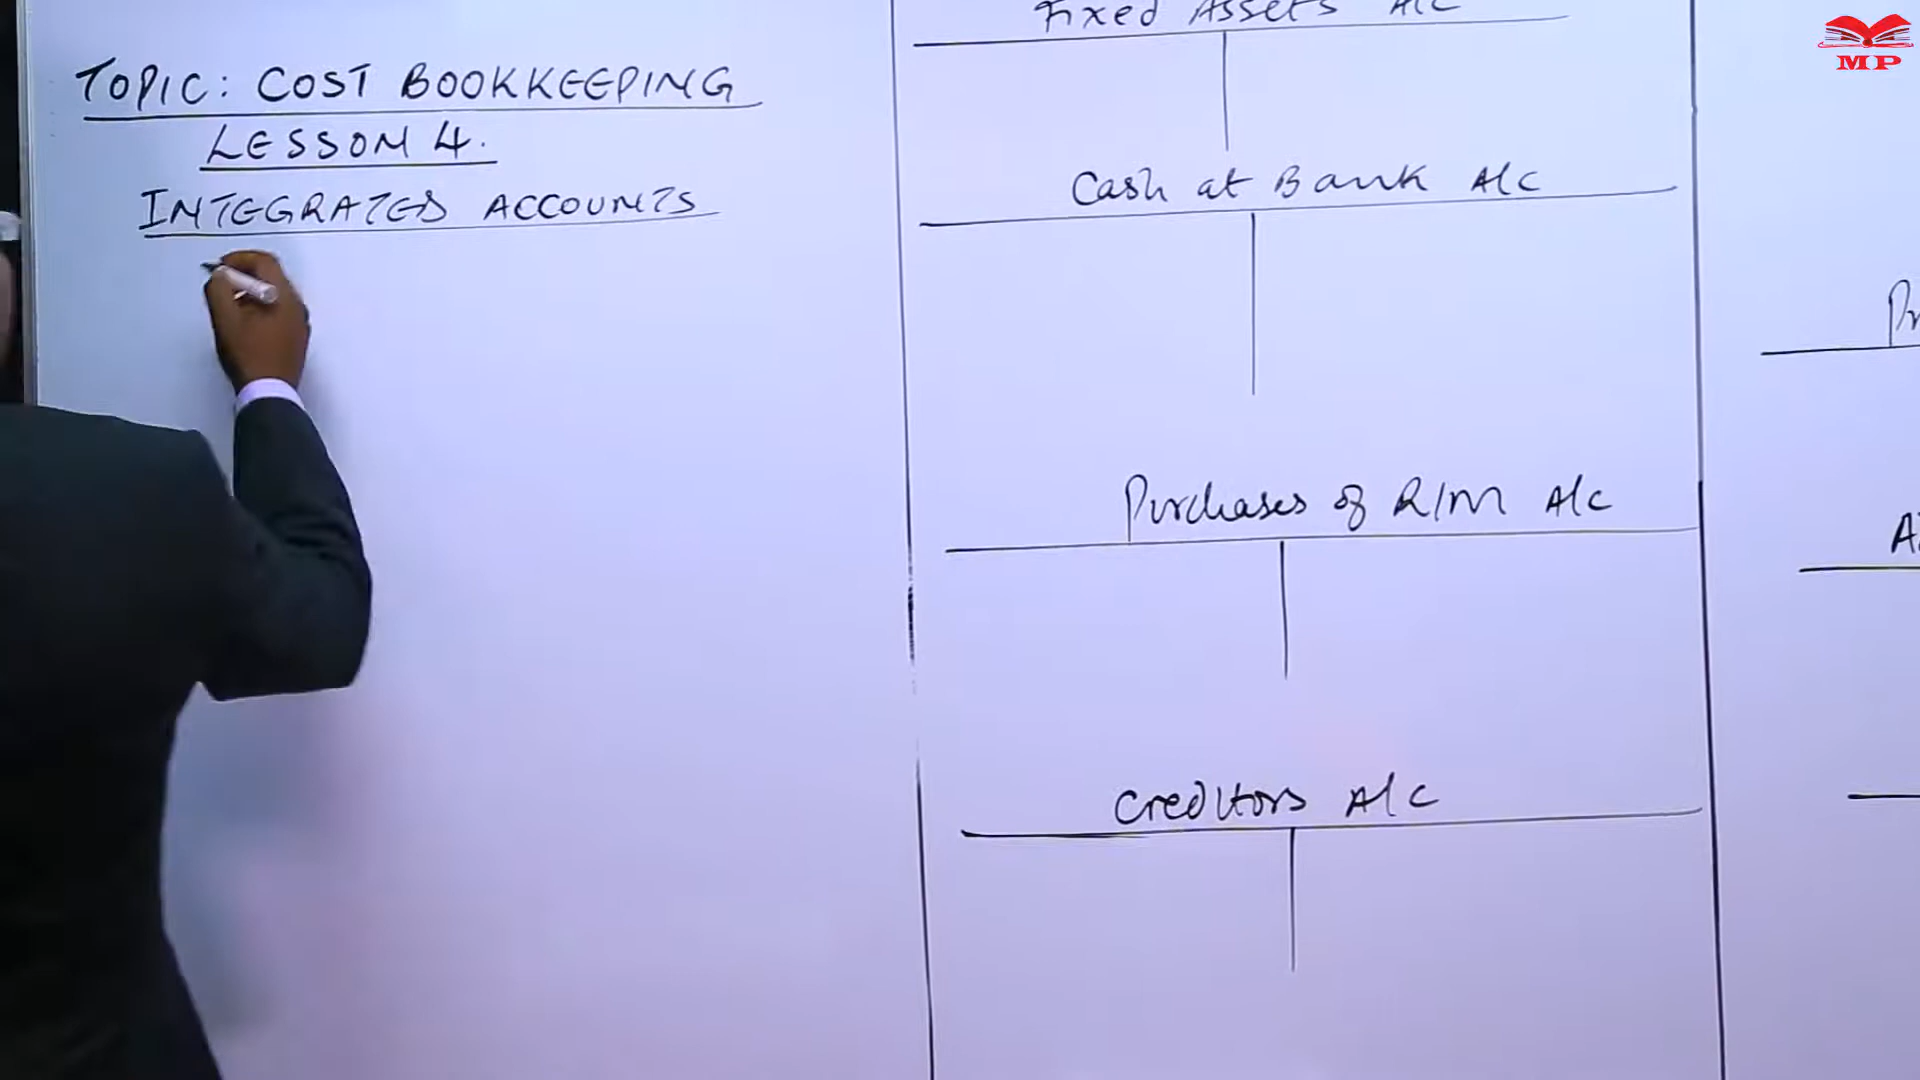 TOPIC: COST BOOKKEEPING
LESSON 4.
INTEGRATED ACCOUNTS
Fixed Assets A/C
Cash at Bank A/C
Purchases of R/M A/C
Creditors A/C
MP